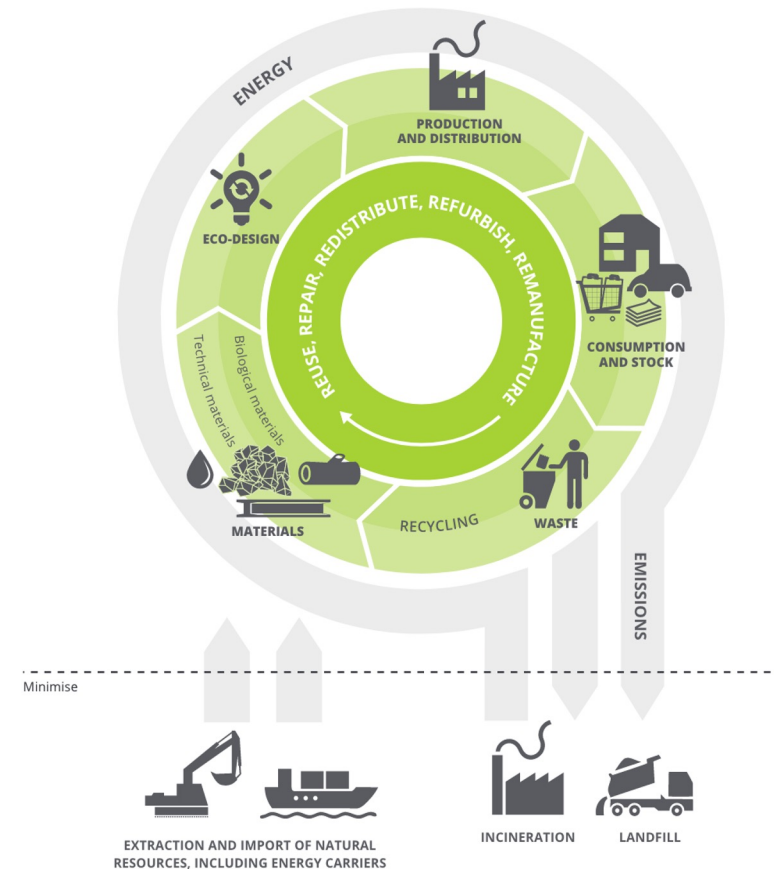 ENERGY
PRODUCTION
AND DISTRIBUTION
ECO-DESIGN
REUSE, REPAIR, REDISTRIBUTE, REFURBISH, REMANUFACTURE
CONSUMPTION
AND STOCK
Technical materials
Biological materials
MATERIALS
RECYCLING
WASTE
EMISSIONS
Minimise
EXTRACTION AND IMPORT OF NATURAL
RESOURCES, INCLUDING ENERGY CARRIERS
INCINERATION
LANDFILL